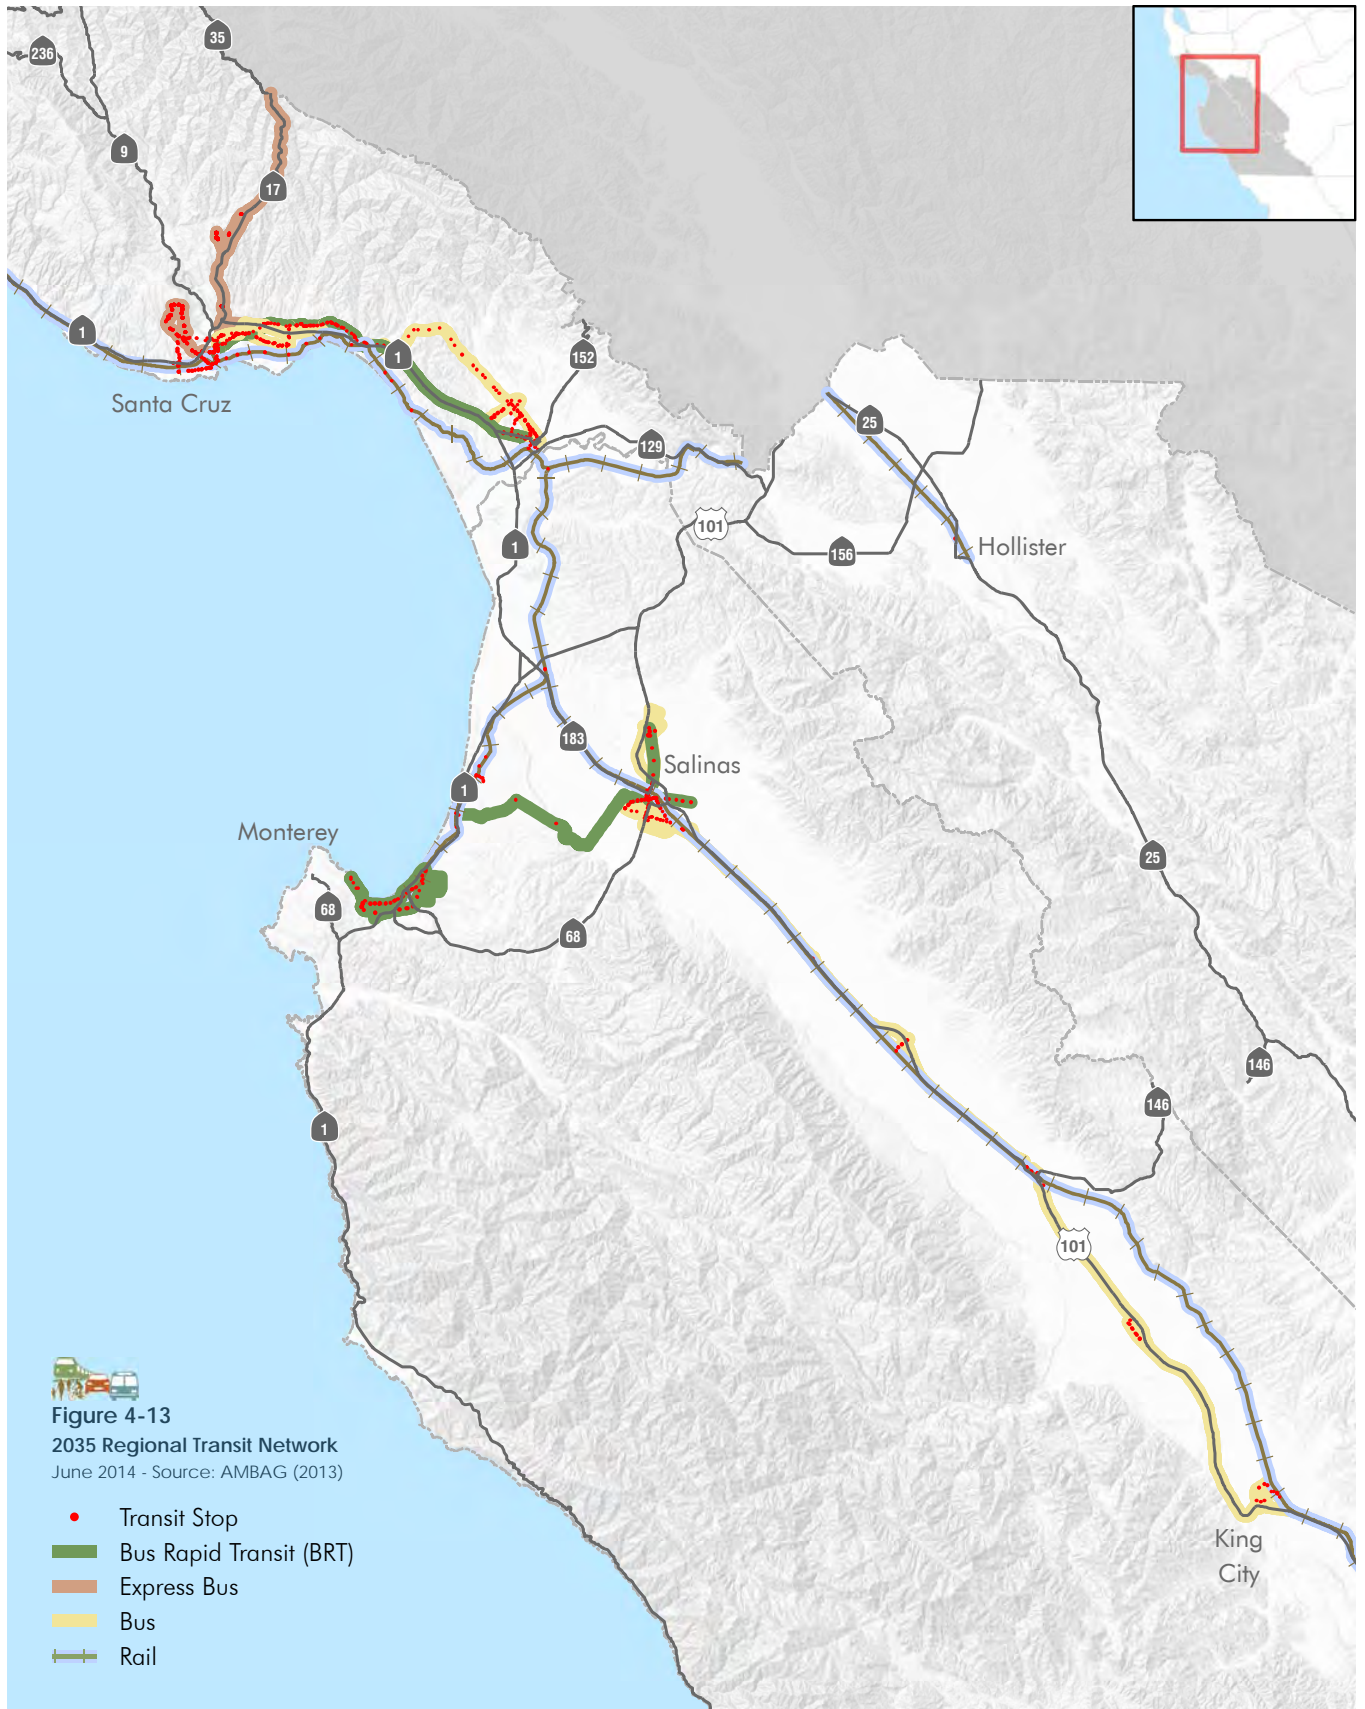 35
236
9
17
1
Santa Cruz
1
152
25
129
101
1
156
Hollister
183
Salinas
1
Monterey
25
68
68
146
146
1
101
Figure 4-13
2035 Regional Transit Network
June 2014 - Source: AMBAG (2013)
Transit Stop
Bus Rapid Transit (BRT)
Express Bus
Bus
Rail
King
City